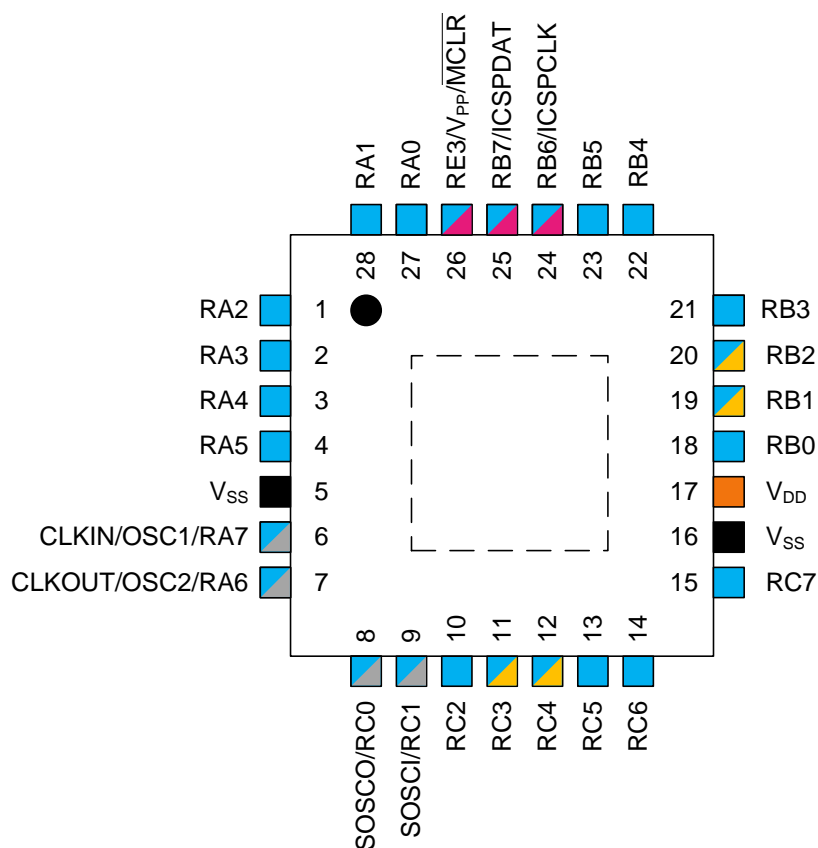 RA1
RA0
RE3/VPP/MCLR
RB7/ICSPDAT
RB6/ICSPCLK
RB5
RB4
28
27
26
25
24
23
22
RA2 1
RA3 2
RA4 3
RA5 4
VSS 5
CLKIN/OSC1/RA7 6
CLKOUT/OSC2/RA6 7
21 RB3
20 RB2
19 RB1
18 RB0
17 VDD
16 VSS
15 RC7
8
9
10
11
12
13
14
SOSCO/RC0
SOSCI/RC1
RC2
RC3
RC4
RC5
RC6